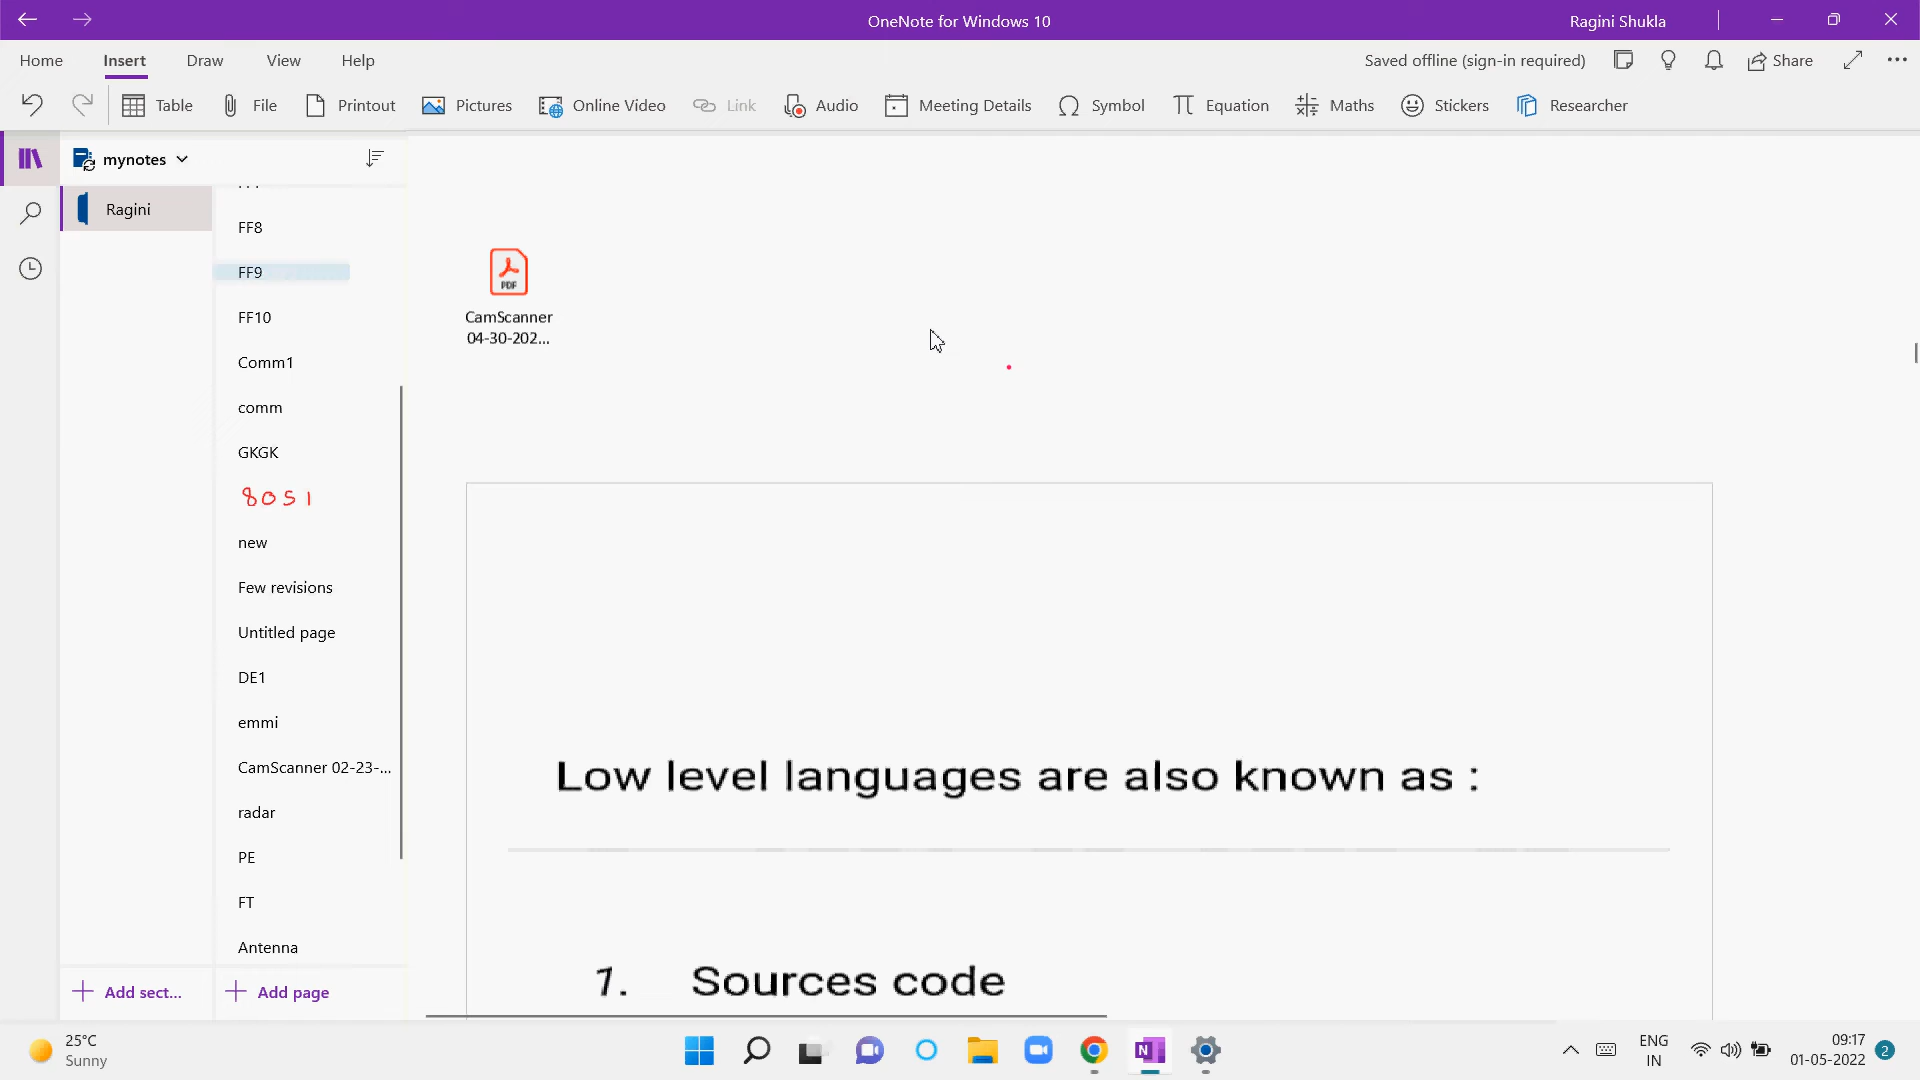 OneNote for Windows 10
Ragini Shukla
Home Insert Draw View Help
Saved offline (sign-in required)
Share
Table File Printout Pictures Online Video Link Audio Meeting Details Symbol Equation Maths Stickers Researcher
mynotes
Ragini
FF8
FF9
FF10
Comm1
comm
GKGK
8051
new
Few revisions
Untitled page
DE1
emmi
CamScanner 02-23-...
radar
PE
FT
Antenna
Add sect...
Add page
PDF
CamScanner
04-30-202...
Low level languages are also known as :
1. Sources code
25°C
Sunny
ENG
IN
09:17
01-05-2022
2